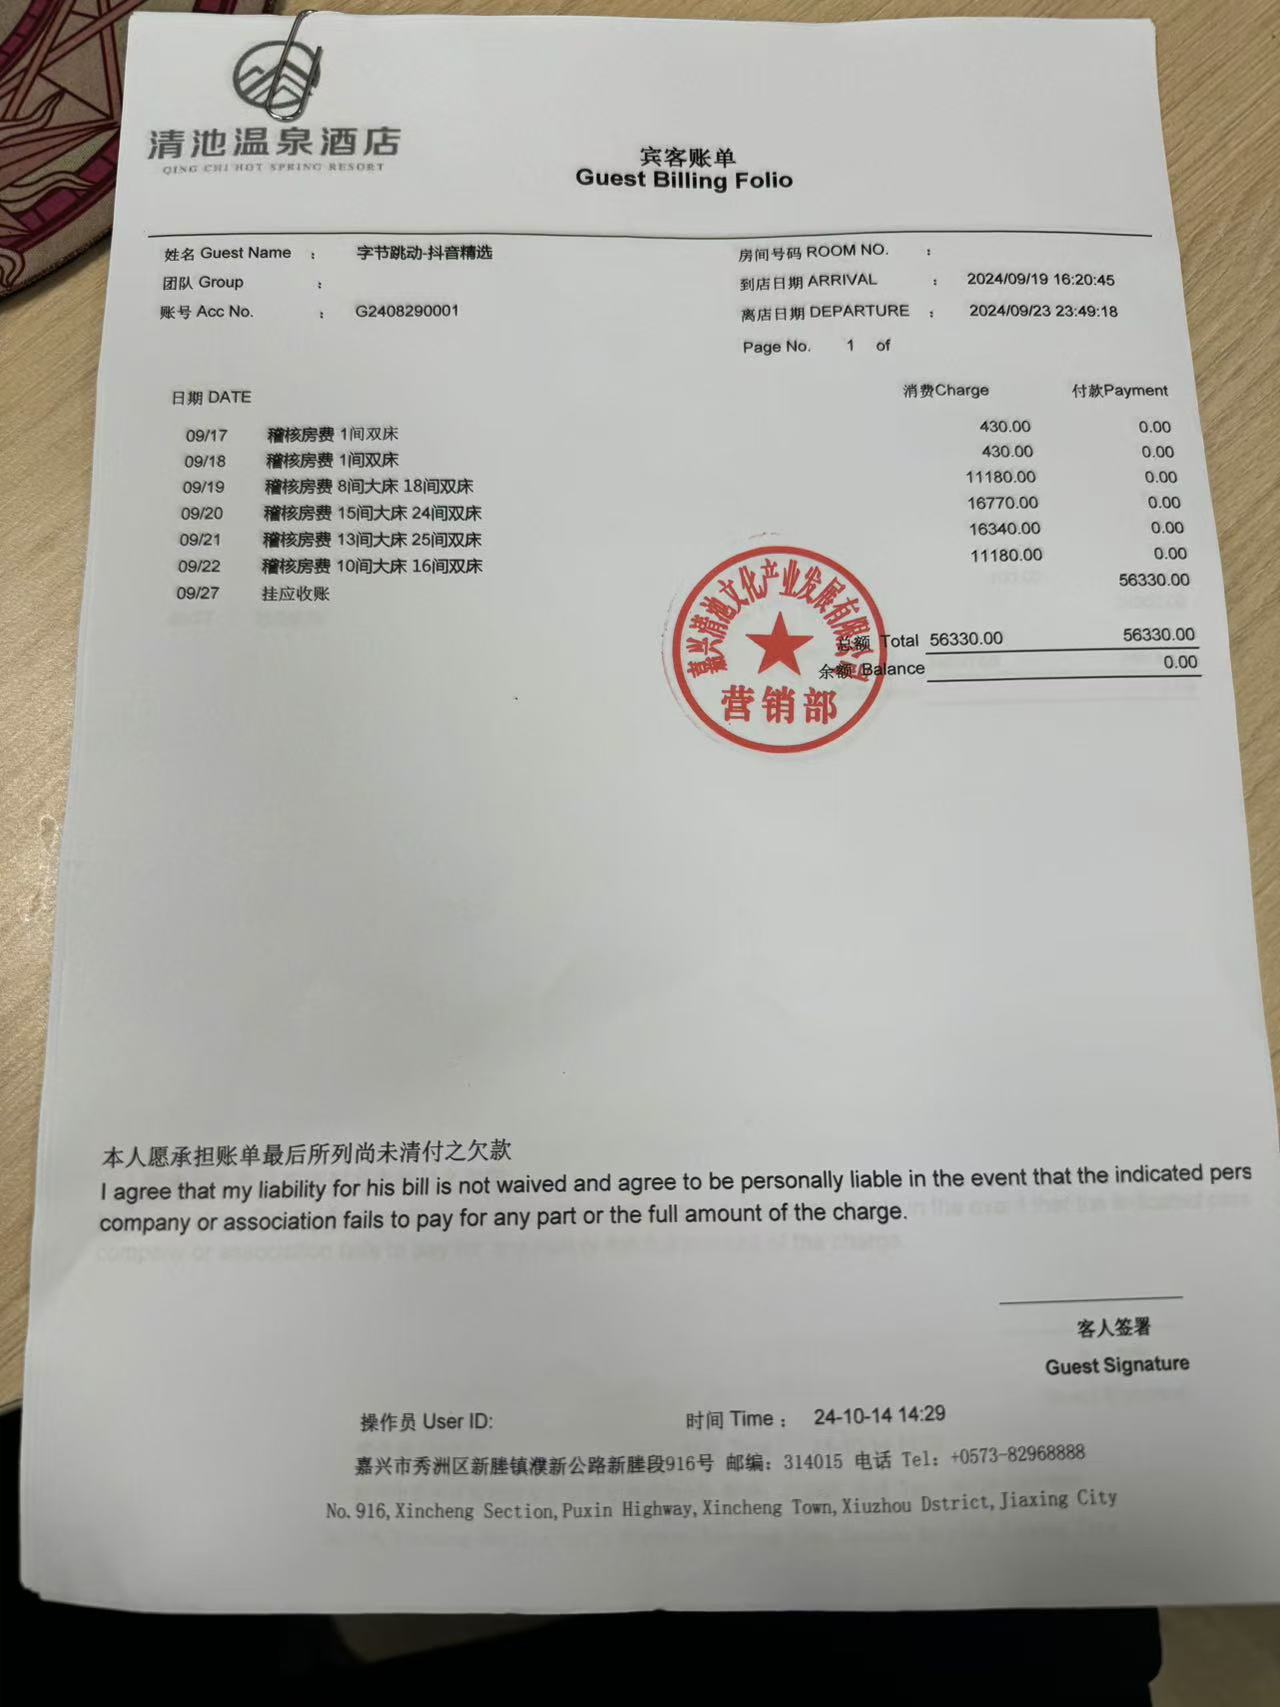 清池温泉酒店
QING CHI HOT SPRING RESORT
宾客账单
Guest Billing Folio
姓名 Guest Name : 字节跳动-抖音精选 房间号码 ROOM NO. :
团队 Group : 到店日期 ARRIVAL : 2024/09/19 16:20:45
账号 Acc No. : G2408290001 离店日期 DEPARTURE : 2024/09/23 23:49:18
Page No. 1 of
日期 DATE 消费Charge 付款Payment
09/17 稽核房费 1间双床 430.00 0.00
09/18 稽核房费 1间双床 430.00 0.00
09/19 稽核房费 8间大床 18间双床 11180.00 0.00
09/20 稽核房费 15间大床 24间双床 16770.00 0.00
09/21 稽核房费 13间大床 25间双床 16340.00 0.00
09/22 稽核房费 10间大床 16间双床 11180.00 0.00
09/27 挂应收账 56330.00
总额 Total 56330.00 56330.00
余额 Balance 0.00
嘉兴清池文化产业发展有限公司
营销部
本人愿承担账单最后所列尚未清付之欠款
I agree that my liability for his bill is not waived and agree to be personally liable in the event that the indicated pers
company or association fails to pay for any part or the full amount of the charge.
客人签署
Guest Signature
操作员 User ID: 时间 Time : 24-10-14 14:29
嘉兴市秀洲区新塍镇濮新公路新塍段916号 邮编: 314015 电话 Tel: +0573-82968888
No.916,Xincheng Section,Puxin Highway,Xincheng Town,Xiuzhou Dstrict,Jiaxing City